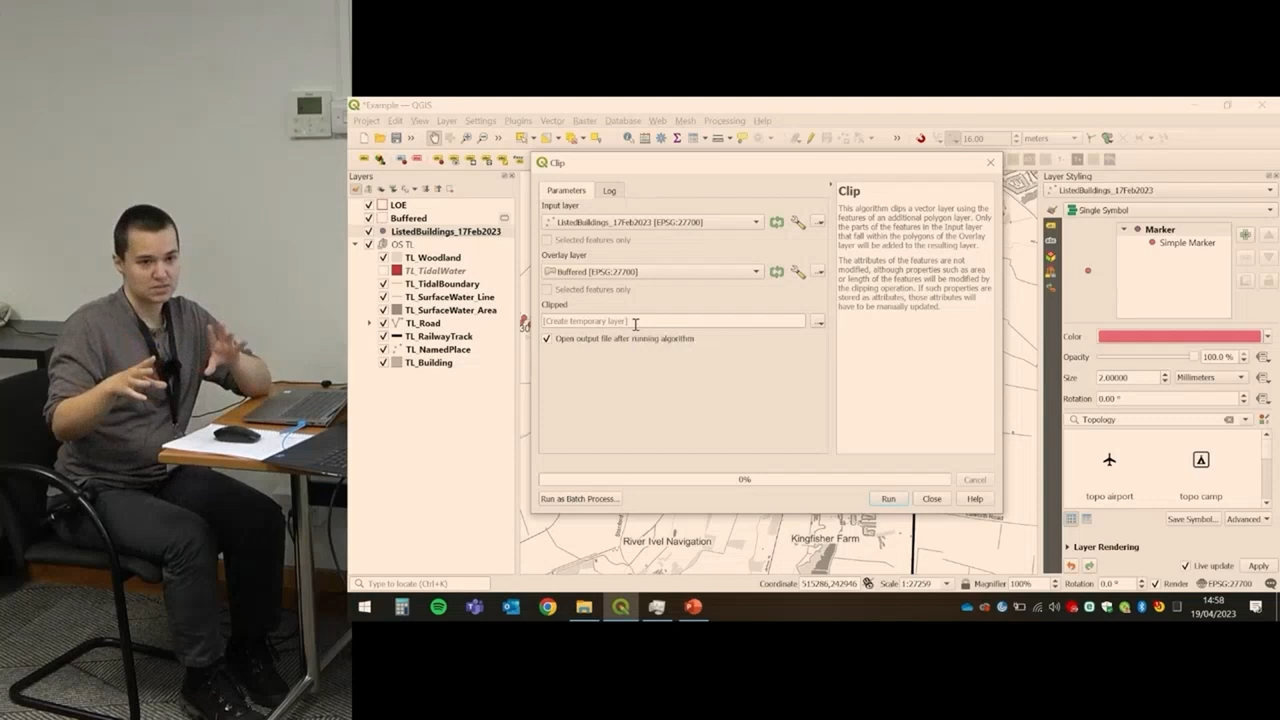 *Example — QGIS
Project Edit View Layer Settings Plugins Vector Raster Database Web Mesh Processing Help
16.00 meters
Layers
LOE
Buffered
ListedBuildings_17Feb2023
OS TL
TL_Woodland
TL_TidalWater
TL_TidalBoundary
TL_SurfaceWater_Line
TL_SurfaceWater_Area
TL_Road
TL_RailwayTrack
TL_NamedPlace
TL_Building
Clip
Parameters Log
Input layer
ListedBuildings_17Feb2023 [EPSG:27700]
Selected features only
Overlay layer
Buffered [EPSG:27700]
Selected features only
Clipped
[Create temporary layer]
Open output file after running algorithm
0%
Cancel
Run as Batch Process...
Run Close Help
Clip
This algorithm clips a vector layer using the
features of an additional polygon layer. Only
the parts of the features in the Input layer
that fall within the polygons of the Overlay
layer will be added to the resulting layer.
The attributes of the features are not
modified, although properties such as area
or length of the features will be modified by
the clipping operation. If such properties are
stored as attributes, those attributes will
have to be manually updated.
30
River Ivel Navigation
Kingfisher Farm
Layer Styling
ListedBuildings_17Feb2023
Single Symbol
Marker
Simple Marker
Color
Opacity 100.0 %
Size 2.00000 Millimeters
Rotation 0.00 °
Topology
topo airport topo camp
Save Symbol... Advanced
Layer Rendering
Live update Apply
Type to locate (Ctrl+K)
Coordinate 515286,242946 Scale 1:27259 Magnifier 100% Rotation 0.0 ° Render EPSG:27700
14:58
19/04/2023